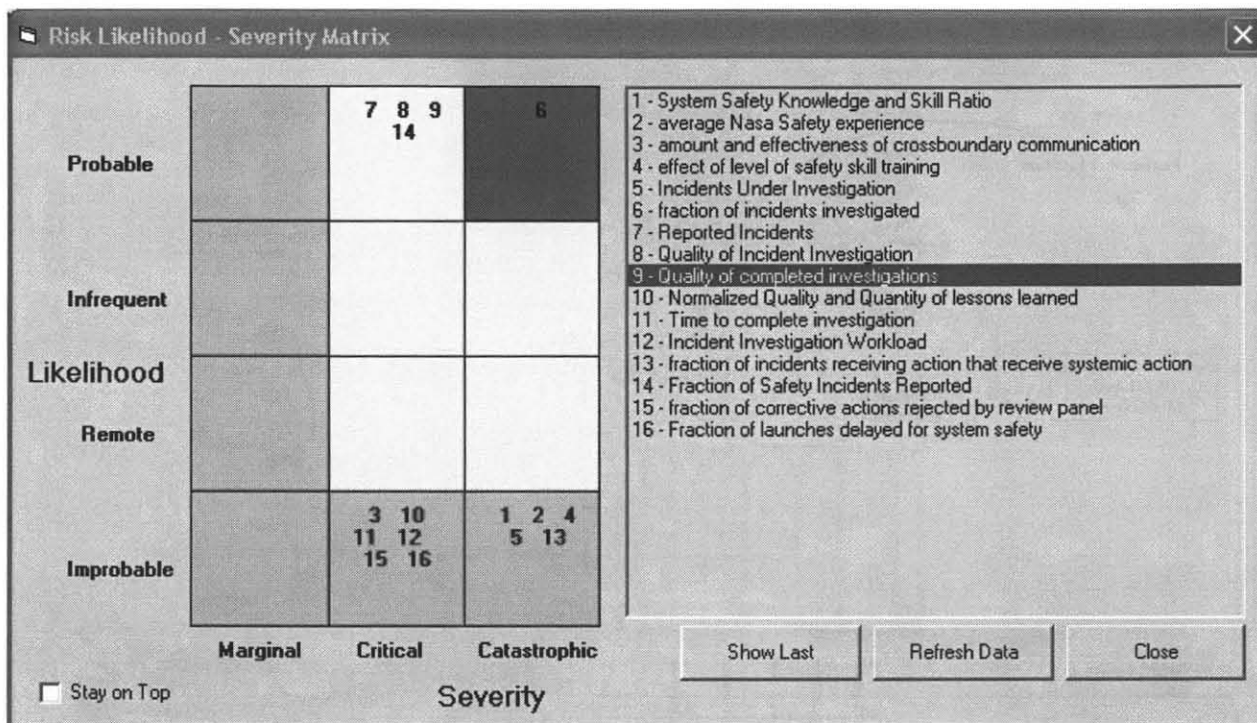 Risk Likelihood - Severity Matrix
Probable
Infrequent
Likelihood
Remote
Improbable
7 8 9
14
6
3 10
11 12
15 16
1 2 4
5 13
Marginal Critical Catastrophic
Severity
Stay on Top
1 - System Safety Knowledge and Skill Ratio
2 - average Nasa Safety experience
3 - amount and effectiveness of crossboundary communication
4 - effect of level of safety skill training
5 - Incidents Under Investigation
6 - fraction of incidents investigated
7 - Reported Incidents
8 - Quality of Incident Investigation
9 - Quality of completed investigations
10 - Normalized Quality and Quantity of lessons learned
11 - Time to complete investigation
12 - Incident Investigation Workload
13 - fraction of incidents receiving action that receive systemic action
14 - Fraction of Safety Incidents Reported
15 - fraction of corrective actions rejected by review panel
16 - Fraction of launches delayed for system safety
Show Last Refresh Data Close